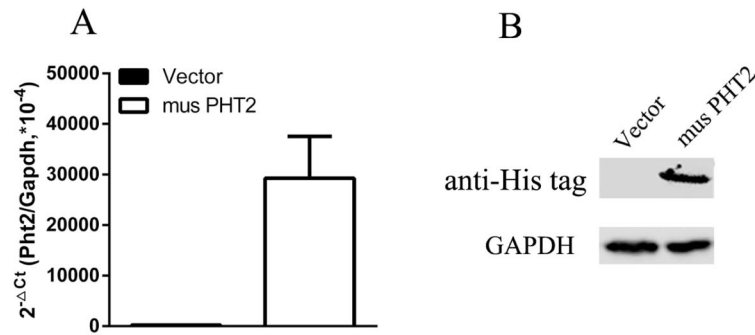 A
2^-△Ct (Pht2/Gapdh,*10^-4)
50000
40000
30000
20000
10000
0
Vector
mus PHT2
B
Vector
mus PHT2
anti-His tag
GAPDH